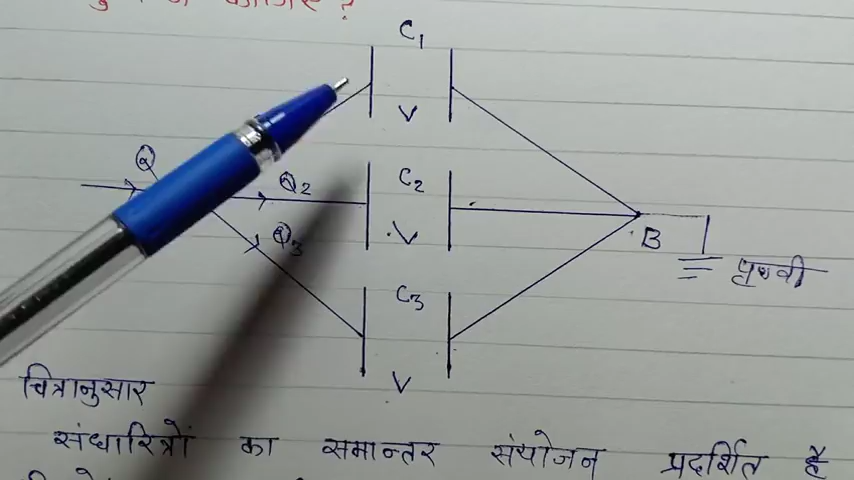 C1
V
Q
Q2
C2
V
Q3
B
पृथ्वी
C3
V
चित्रानुसार
संधारित्रों का समान्तर संयोजन प्रदर्शित है